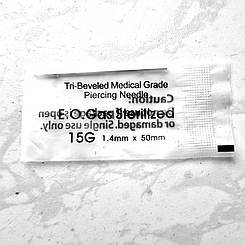 Tri-Beveled Medical Grade
Piercing Needle
Caution:
E.O.Gas Sterilized
or damaged. Single use only.
15G 1.4mm x 50mm